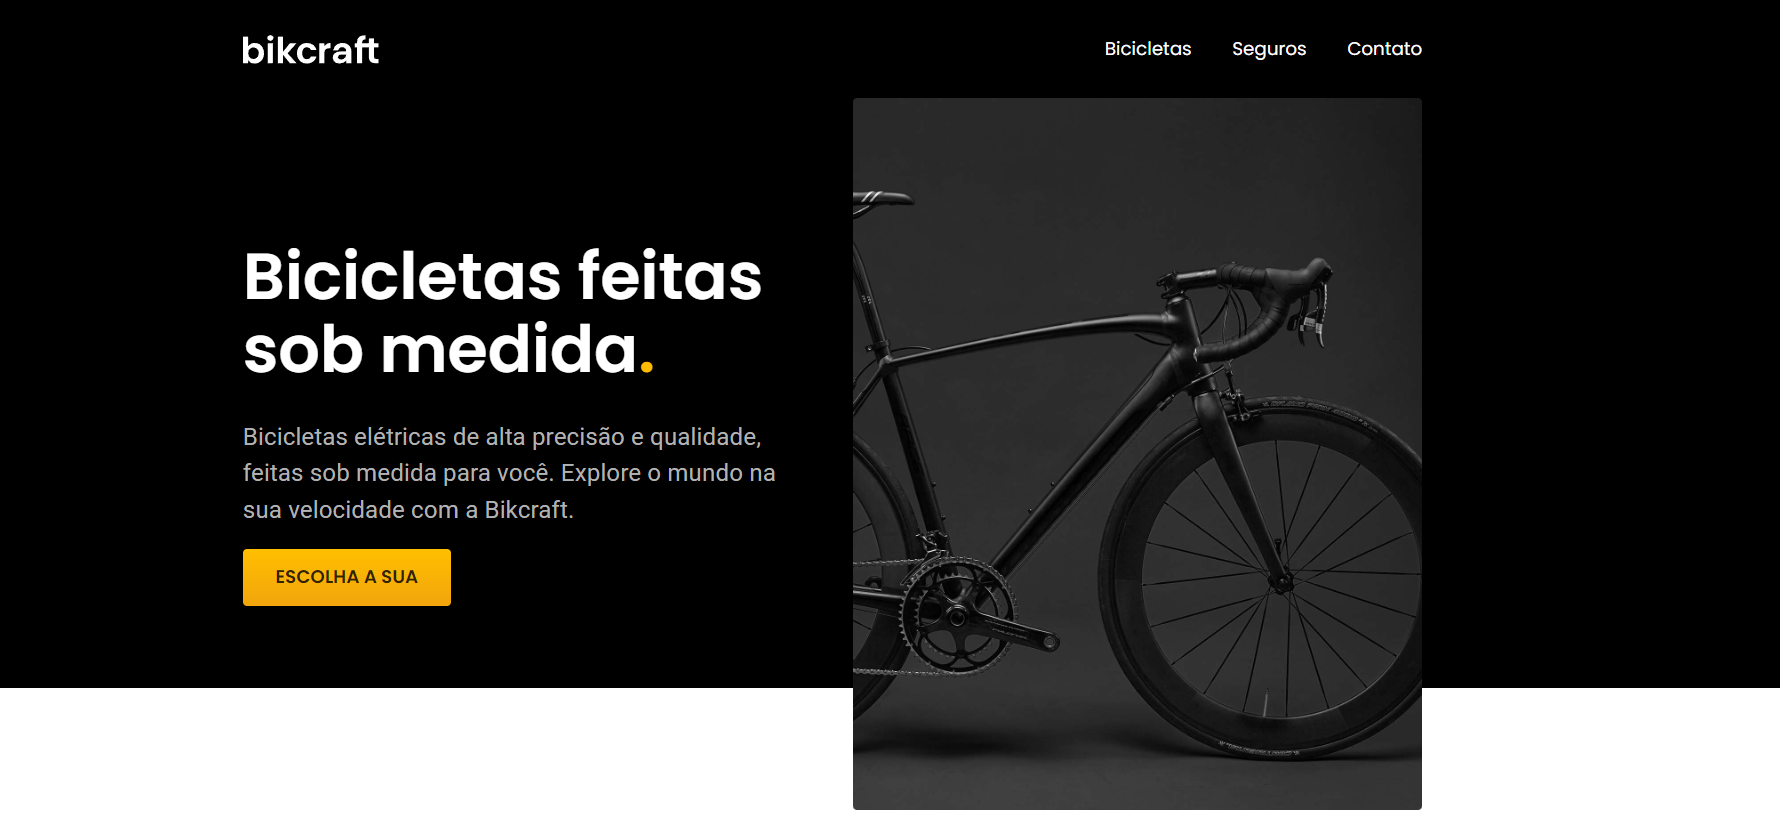 bikcraft
Bicicletas
Seguros
Contato
Bicicletas feitas
sob medida.
Bicicletas elétricas de alta precisão e qualidade,
feitas sob medida para você. Explore o mundo na
sua velocidade com a Bikcraft.
ESCOLHA A SUA